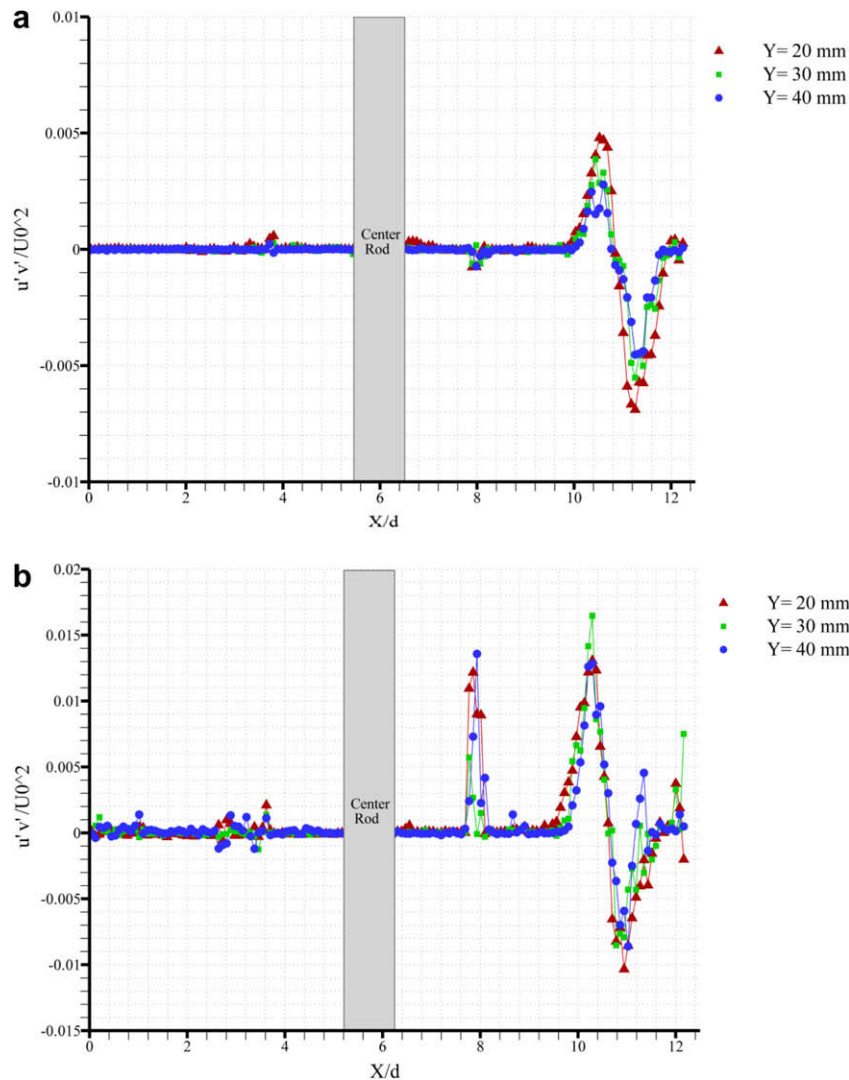 a
0.01
0.005
0
-0.005
-0.01
u'v'/U0^2
0 2 4 6 8 10 12
X/d
Center
Rod
Y= 20 mm
Y= 30 mm
Y= 40 mm
b
0.02
0.015
0.01
0.005
0
-0.005
-0.01
-0.015
u'v'/U0^2
0 2 4 6 8 10 12
X/d
Center
Rod
Y= 20 mm
Y= 30 mm
Y= 40 mm